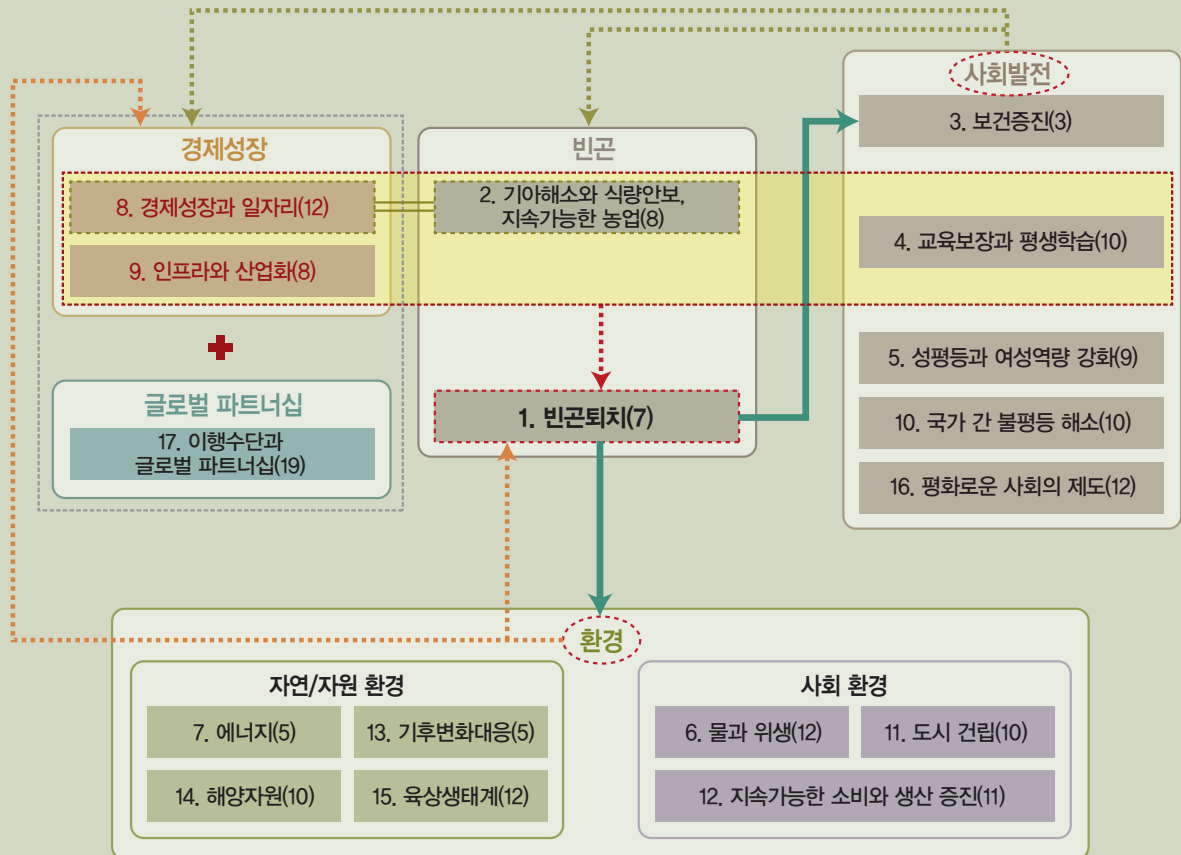 사회발전
3. 보건증진(3)
4. 교육보장과 평생학습(10)
5. 성평등과 여성역량 강화(9)
10. 국가 간 불평등 해소(10)
16. 평화로운 사회의 제도(12)
경제성장
8. 경제성장과 일자리(12)
9. 인프라와 산업화(8)
글로벌 파트너십
17. 이행수단과
글로벌 파트너십(19)
빈곤
2. 기아해소와 식량안보,
지속가능한 농업(8)
1. 빈곤퇴치(7)
환경
자연/자원 환경
7. 에너지(5)
13. 기후변화대응(5)
14. 해양자원(10)
15. 육상생태계(12)
사회 환경
6. 물과 위생(12)
11. 도시 건립(10)
12. 지속가능한 소비와 생산 증진(11)